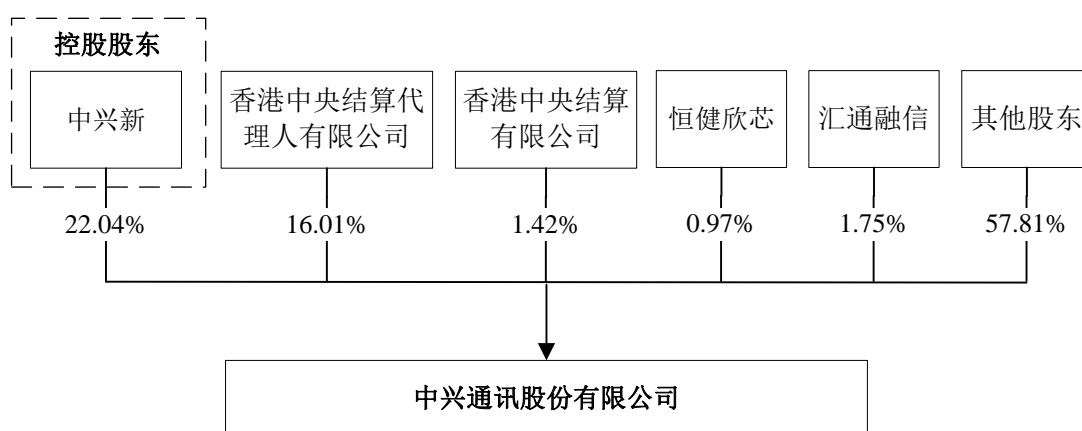 控股股东
中兴新
香港中央结算代
理人有限公司
香港中央结算
有限公司
恒健欣芯
汇通融信
其他股东
22.04%
16.01%
1.42%
0.97%
1.75%
57.81%
中兴通讯股份有限公司